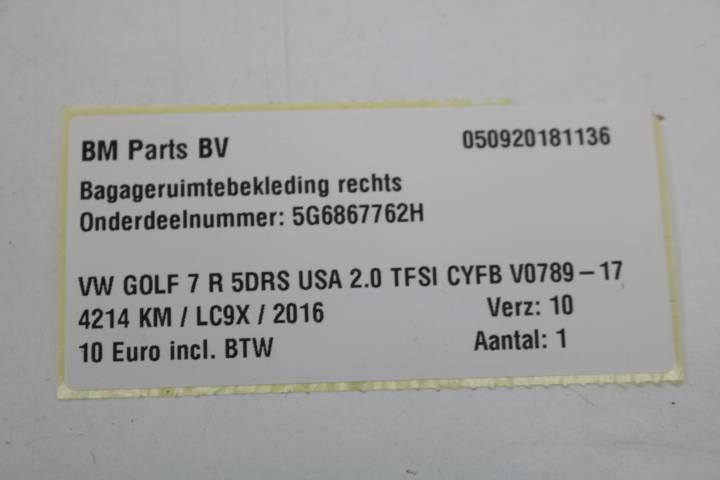 BM Parts BV 050920181136
Bagageruimtebekleding rechts
Onderdeelnummer: 5G6867762H
VW GOLF 7 R 5DRS USA 2.0 TFSI CYFB V0789-17
4214 KM / LC9X / 2016 Verz: 10
10 Euro incl. BTW Aantal: 1